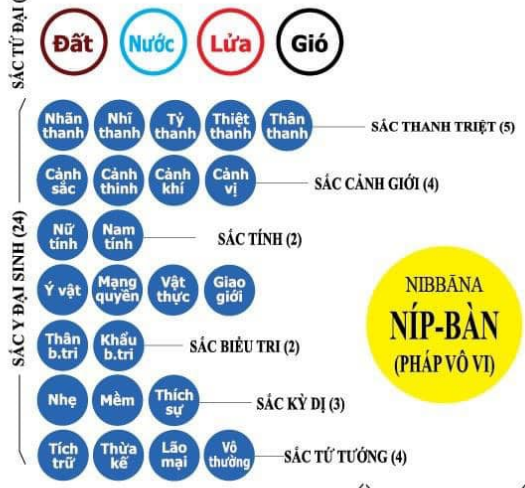 SẮC TỨ ĐẠI (
Đất Nước Lửa Gió
SẮC Y ĐẠI SINH (24)
Nhãn thanh
Nhĩ thanh
Tỷ thanh
Thiệt thanh
Thân thanh
SẮC THANH TRIỆT (5)
Cảnh sắc
Cảnh thinh
Cảnh khí
Cảnh vị
SẮC CẢNH GIỚI (4)
Nữ tính
Nam tính
SẮC TÍNH (2)
Ý vật
Mạng quyền
Vật thực
Giao giới
Thân b.tri
Khẩu b.tri
SẮC BIỂU TRI (2)
Nhẹ
Mềm
Thích sự
SẮC KỲ DỊ (3)
Tích trữ
Thừa kế
Lão mại
Vô thường
SẮC TỨ TƯỚNG (4)
NIBBĀNA
NÍP-BÀN
(PHÁP VÔ VI)